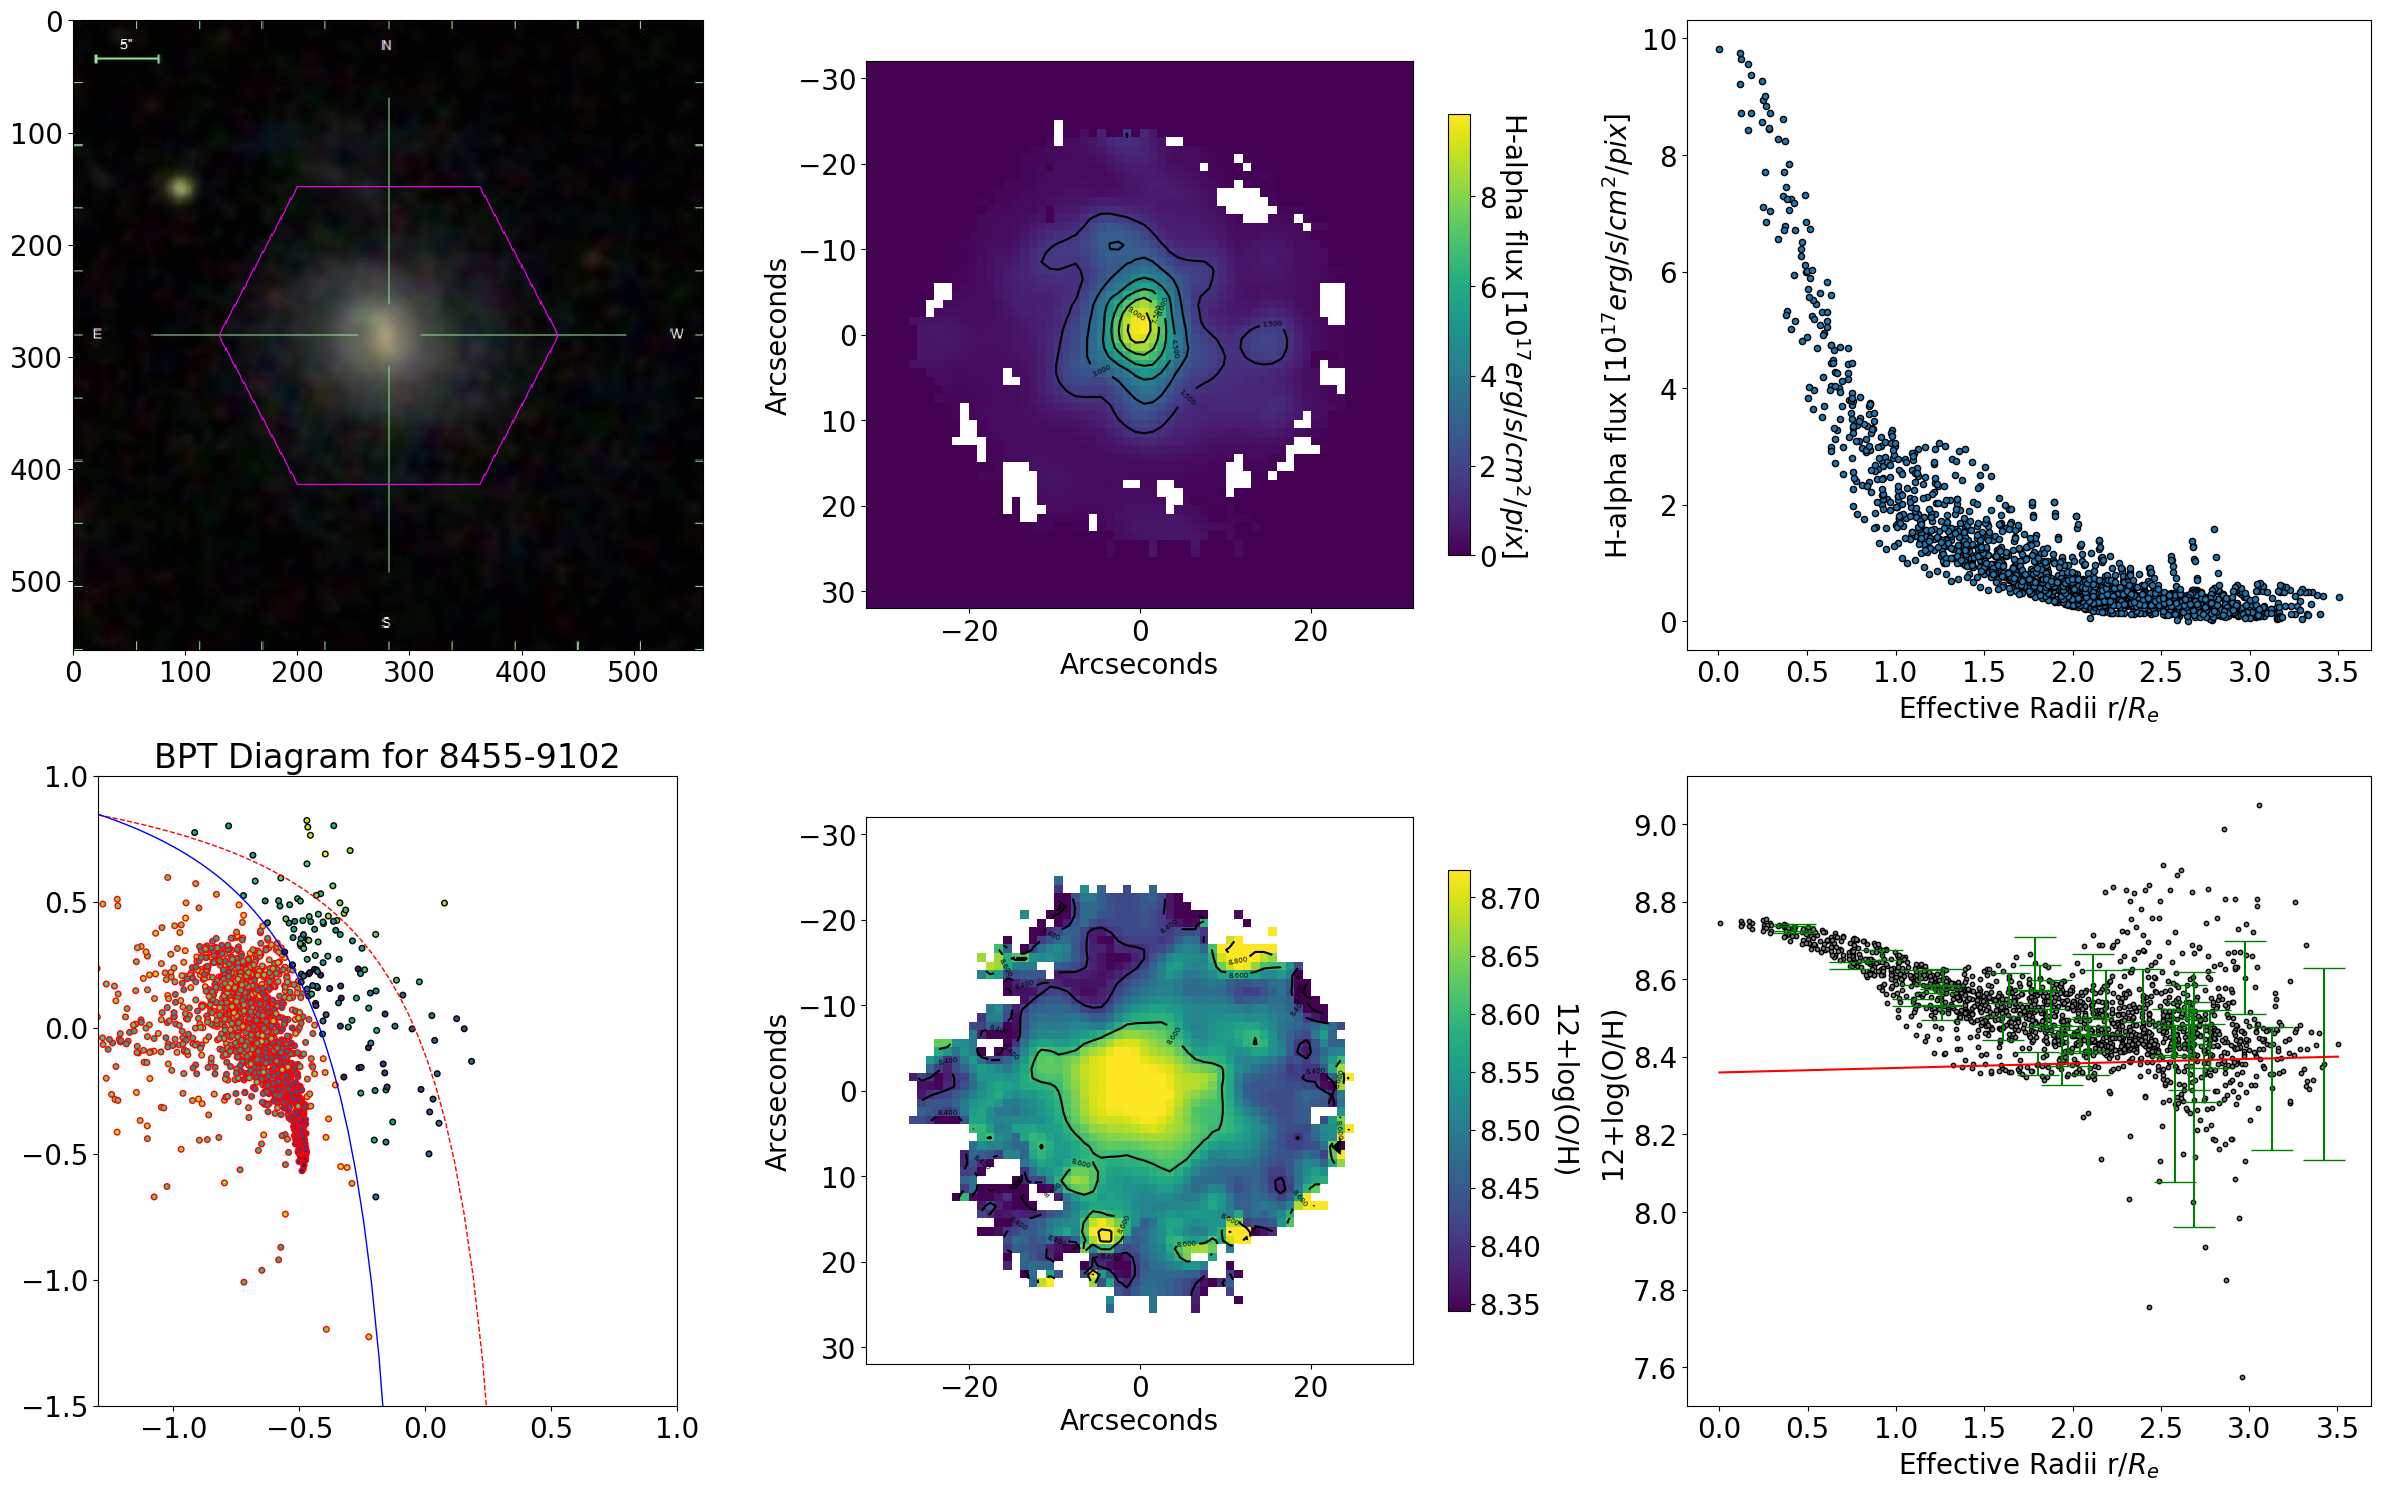 0
100
200
300
400
500
0 100 200 300 400 500
5"
N
E
W
S
−30
−20
−10
0
10
20
30
−20 0 20
Arcseconds
Arcseconds
8
6
4
2
0
H-alpha flux [10^17 erg/s/cm^2/pix]
10
8
6
4
2
0
H-alpha flux [10^17 erg/s/cm^2/pix]
0.0 0.5 1.0 1.5 2.0 2.5 3.0 3.5
Effective Radii r/R_e
BPT Diagram for 8455-9102
1.0
0.5
0.0
−0.5
−1.0
−1.5
−1.0 −0.5 0.0 0.5 1.0
−30
−20
−10
0
10
20
30
−20 0 20
Arcseconds
Arcseconds
8.70
8.65
8.60
8.55
8.50
8.45
8.40
8.35
12+log(O/H)
9.0
8.8
8.6
8.4
8.2
8.0
7.8
7.6
12+log(O/H)
0.0 0.5 1.0 1.5 2.0 2.5 3.0 3.5
Effective Radii r/R_e